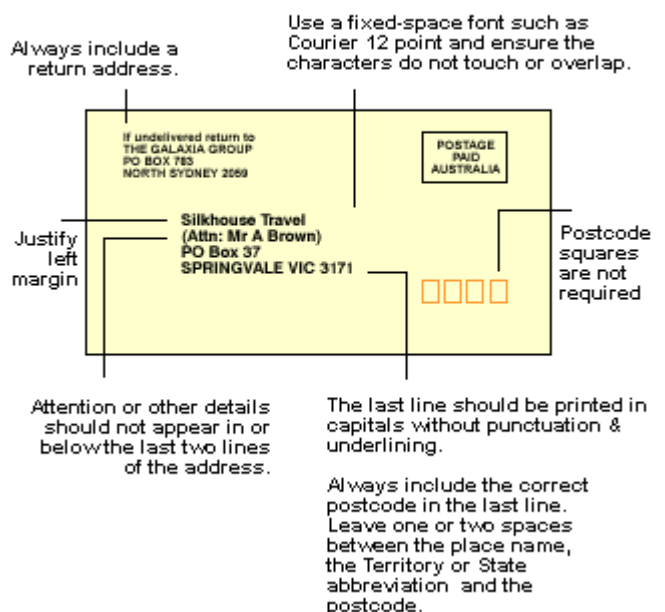 Always include a
return address.
Use a fixed-space font such as
Courier 12 point and ensure the
characters do not touch or overlap.
If undelivered return to
THE GALAXIA GROUP
PO BOX 783
NORTH SYDNEY 2059
POSTAGE
PAID
AUSTRALIA
Silkhouse Travel
(Attn: Mr A Brown)
PO Box 37
SPRINGVALE VIC 3171
Justify
left
margin
Postcode
squares
are not
required
Attention or other details
should not appear in or
below the last two lines
of the address.
The last line should be printed in
capitals without punctuation &
underlining.
Always include the correct
postcode in the last line.
Leave one or two spaces
between the place name,
the Territory or State
abbreviation and the
postcode.